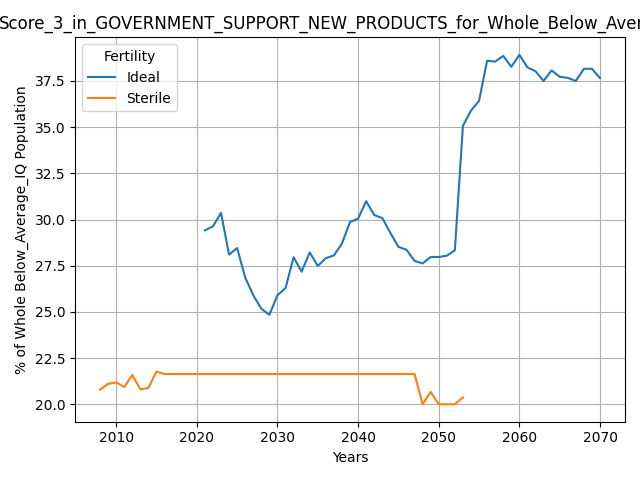 Score_3_in_GOVERNMENT_SUPPORT_NEW_PRODUCTS_for_Whole_Below_Aver
Fertility
Ideal
Sterile
37.5
35.0
32.5
30.0
27.5
25.0
22.5
20.0
% of Whole Below_Average_IQ Population
2010
2020
2030
2040
2050
2060
2070
Years